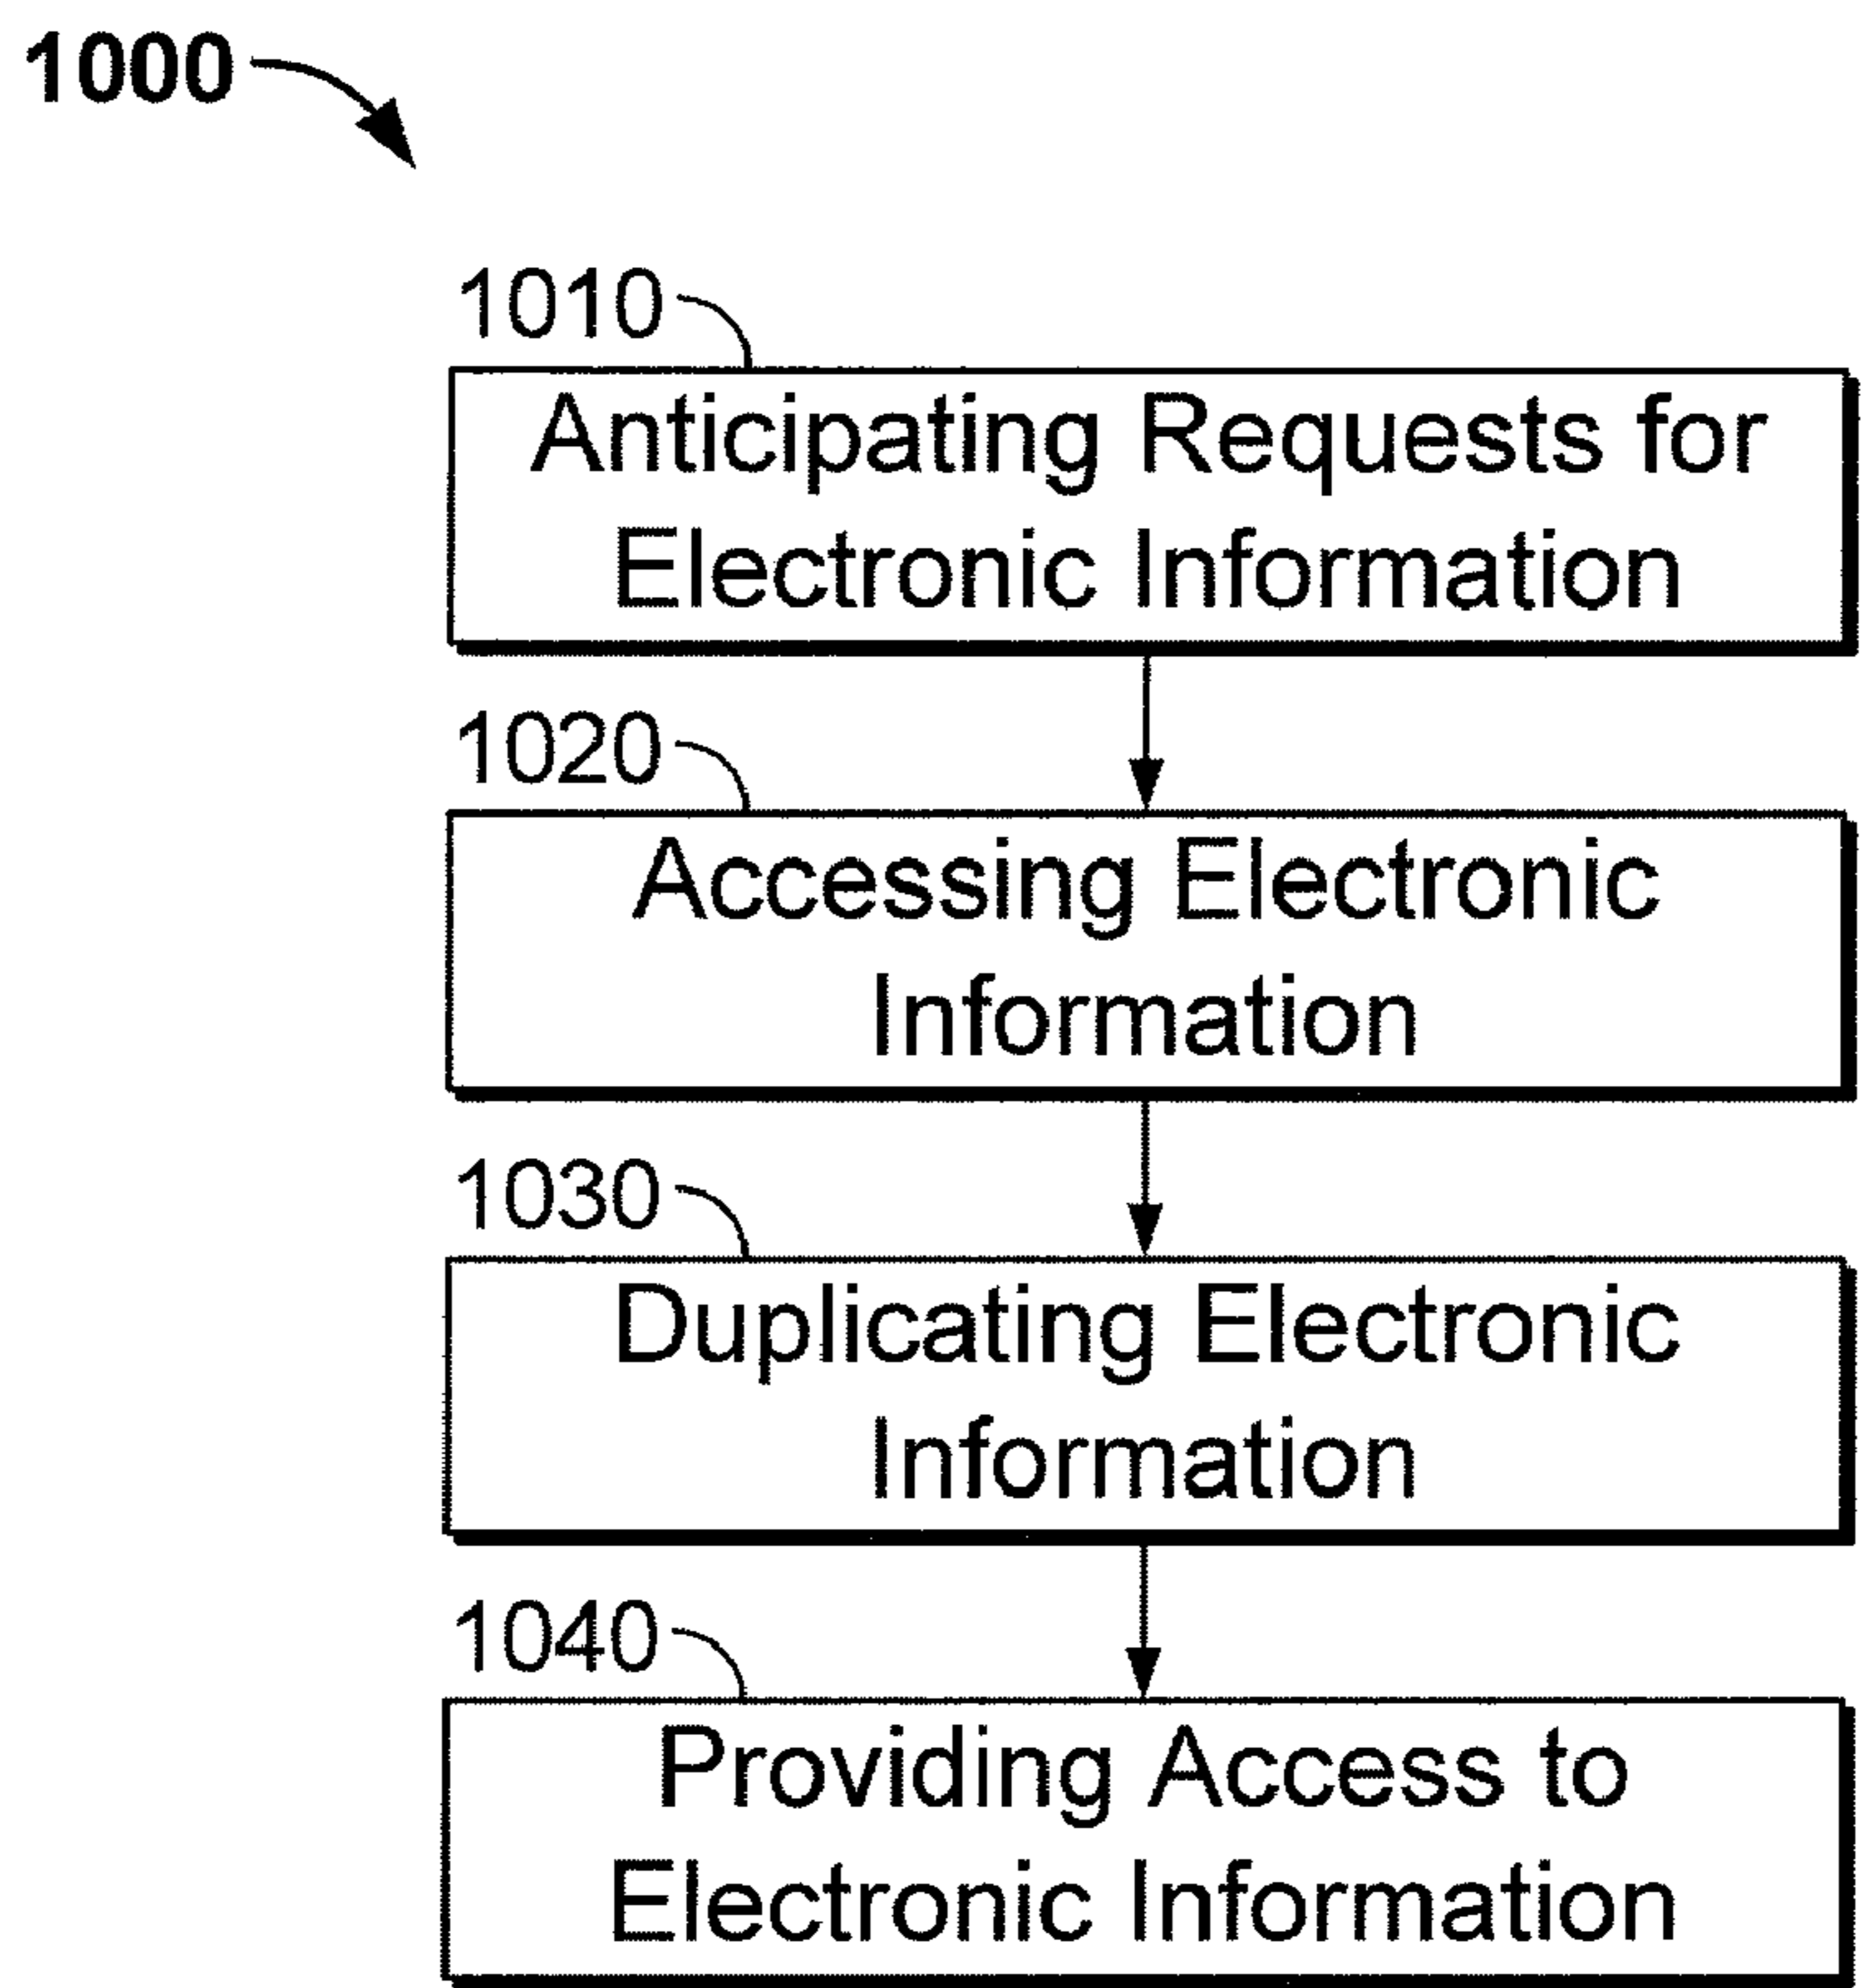 1000
1010
Anticipating Requests for
Electronic Information
1020
Accessing Electronic
Information
1030
Duplicating Electronic
Information
1040
Providing Access to
Electronic Information